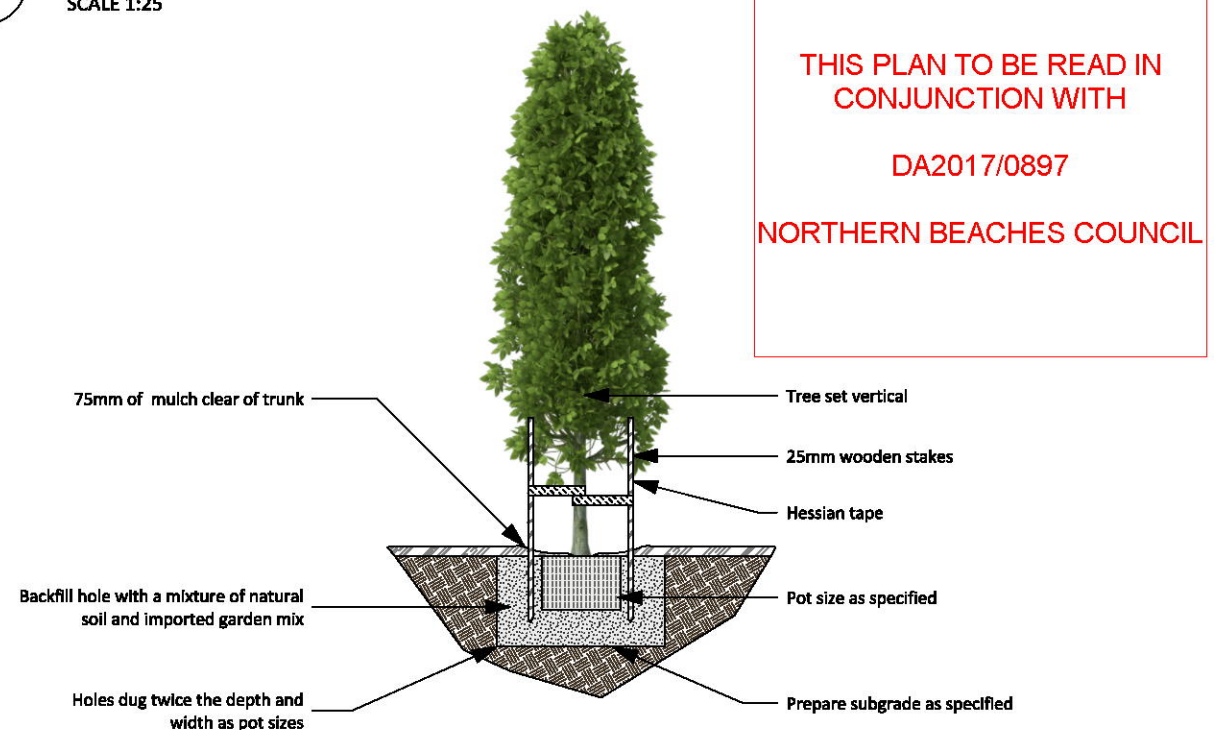 SCALE 1:25
THIS PLAN TO BE READ IN
CONJUNCTION WITH
DA2017/0897
NORTHERN BEACHES COUNCIL
75mm of mulch clear of trunk
Tree set vertical
25mm wooden stakes
Hessian tape
Backfill hole with a mixture of natural
soil and imported garden mix
Pot size as specified
Holes dug twice the depth and
width as pot sizes
Prepare subgrade as specified